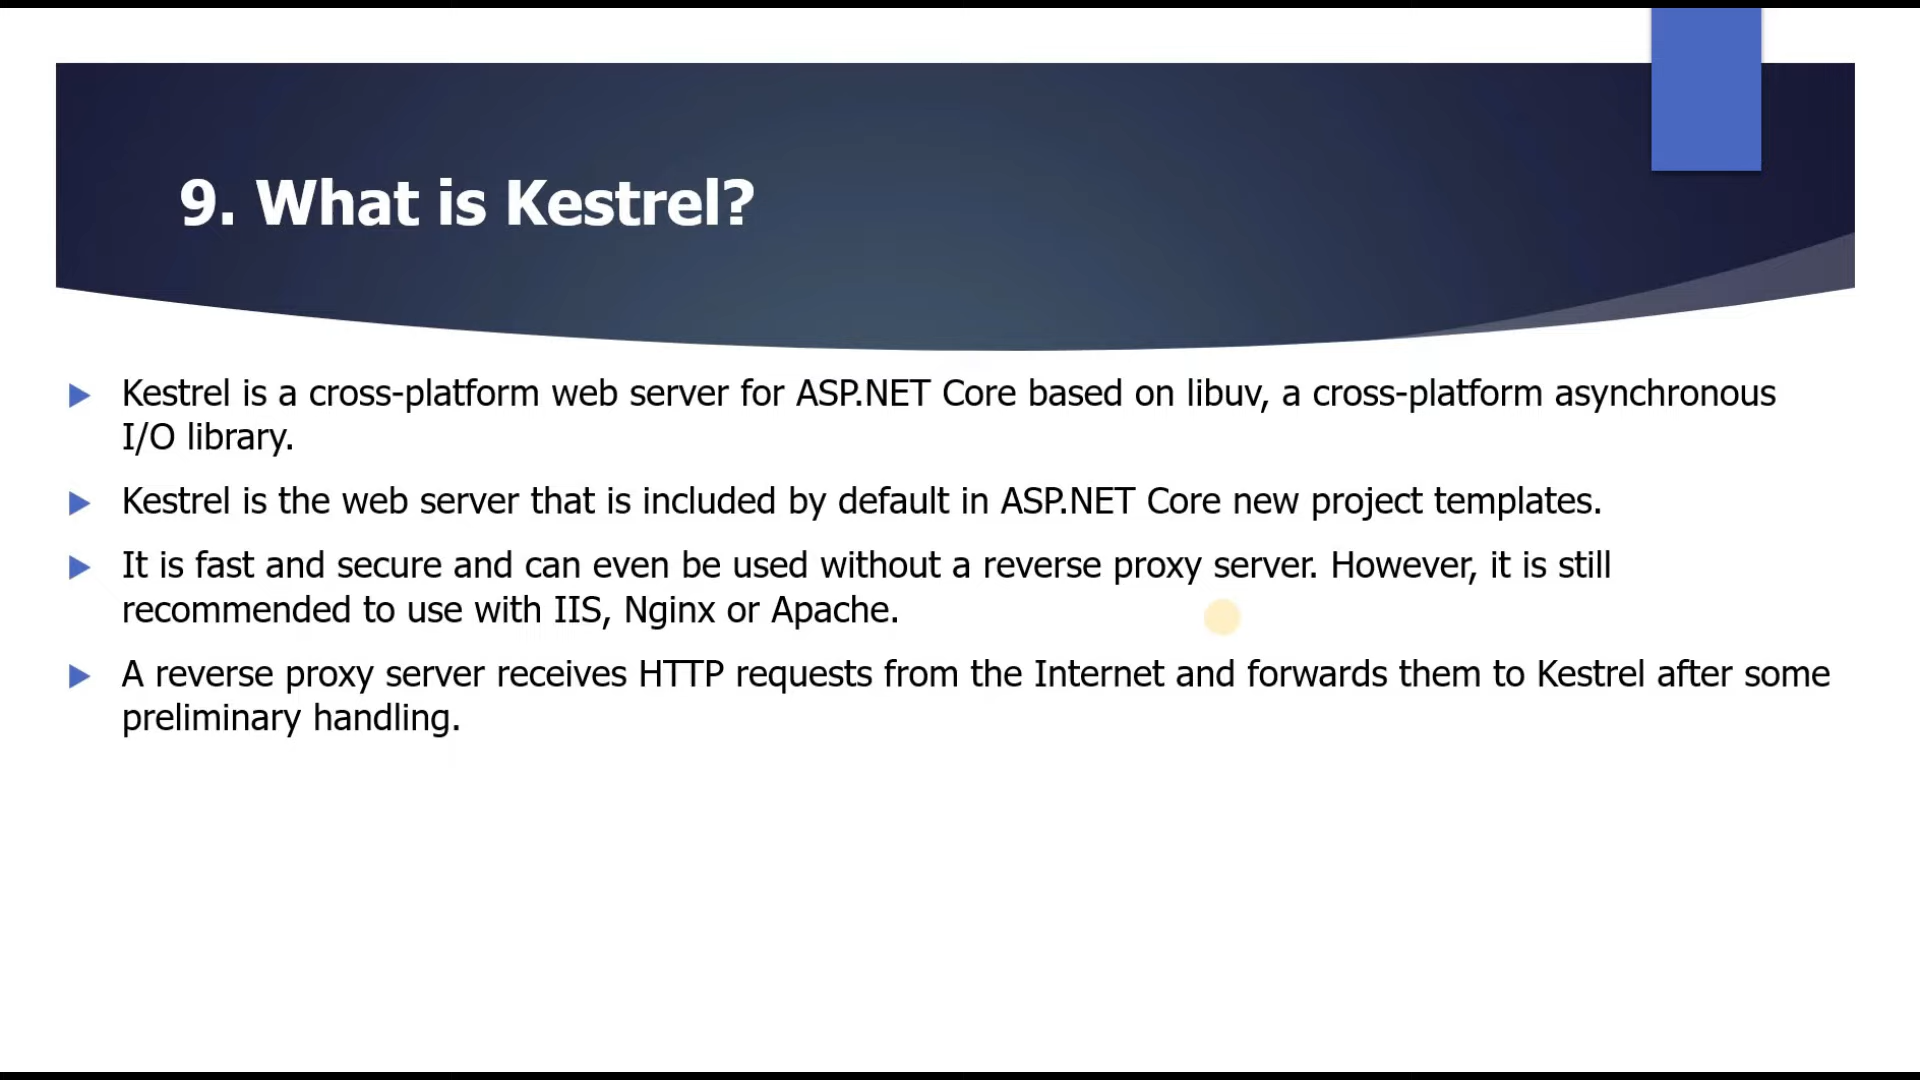 9. What is Kestrel?
Kestrel is a cross-platform web server for ASP.NET Core based on libuv, a cross-platform asynchronous
I/O library.
Kestrel is the web server that is included by default in ASP.NET Core new project templates.
It is fast and secure and can even be used without a reverse proxy server. However, it is still
recommended to use with IIS, Nginx or Apache.
A reverse proxy server receives HTTP requests from the Internet and forwards them to Kestrel after some
preliminary handling.